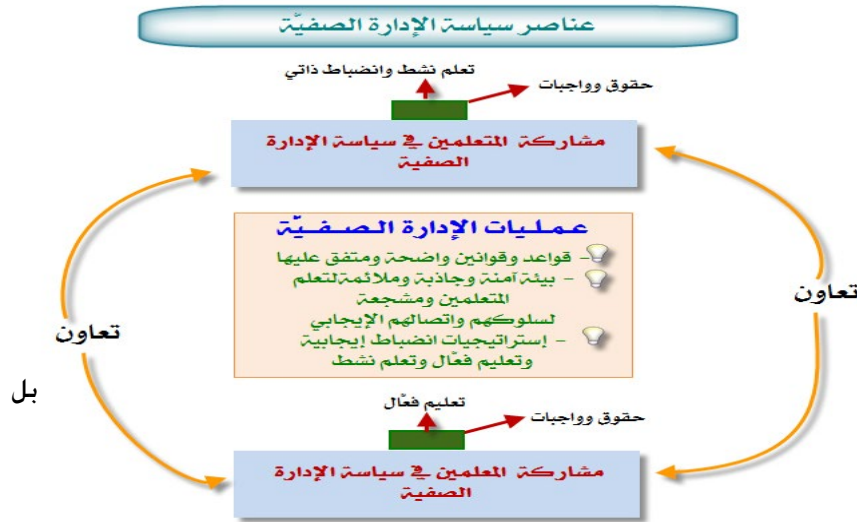 عناصر سياسة الإدارة الصفيّة
تعلم نشط وانضباط ذاتي
حقوق وواجبات
مشاركة المتعلمين في سياسة الإدارة
الصفية
عمليات الإدارة الصفيّة
- قواعد وقوانين واضحة ومتفق عليها
- بيئة آمنة وجاذبة وملائمة لتعلم
المتعلمين ومشجعة
لسلوكهم واتصالهم الإيجابي
- إستراتيجيات انضباط إيجابية
وتعليم فعّال وتعلم نشط
تعاون
تعاون
بل
تعليم فعّال
حقوق وواجبات
مشاركة المعلمين في سياسة الإدارة
الصفية